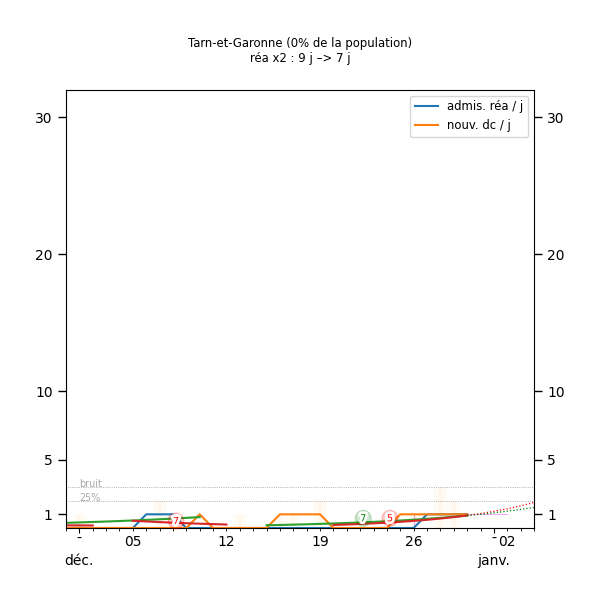 Tarn-et-Garonne (0% de la population)
réa x2 : 9 j –> 7 j
admis. réa / j
nouv. dc / j
30 30
20 20
10 10
5 5
bruit
25%
7 7 5
1 1
- 05 12 19 26 - 02
déc. janv.